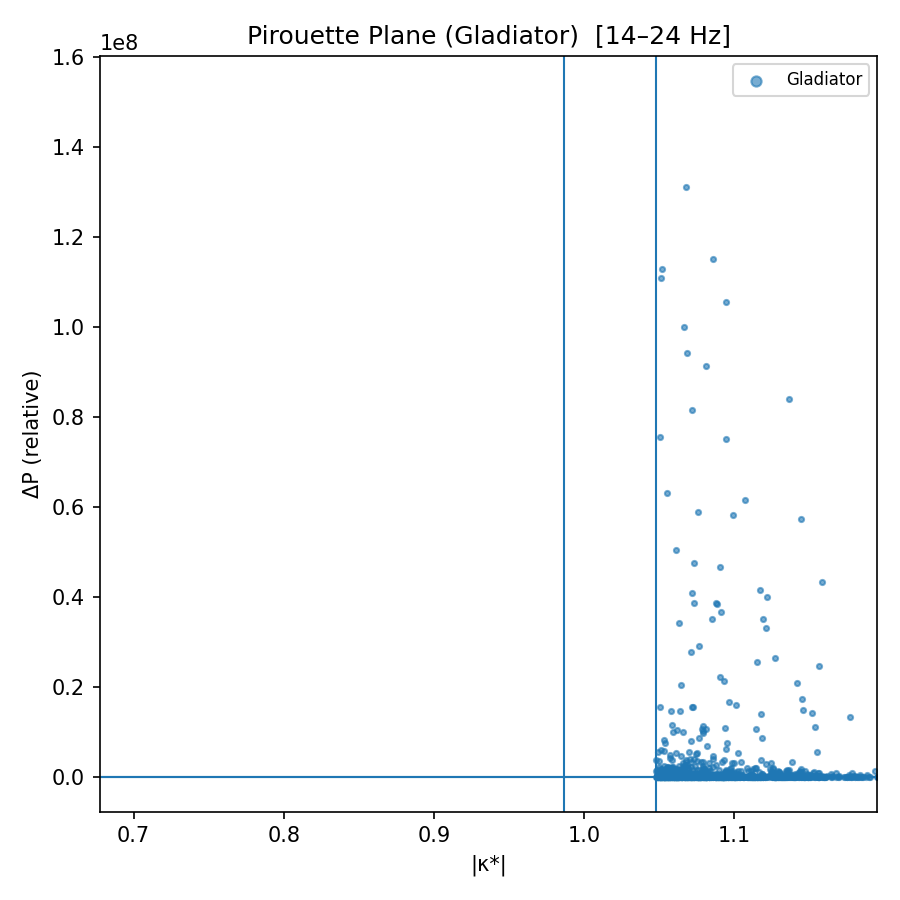 Pirouette Plane (Gladiator)  [14–24 Hz]
1e8
Gladiator
1.6
1.4
1.2
1.0
0.8
0.6
0.4
0.2
0.0
ΔP (relative)
0.7 0.8 0.9 1.0 1.1
|κ*|